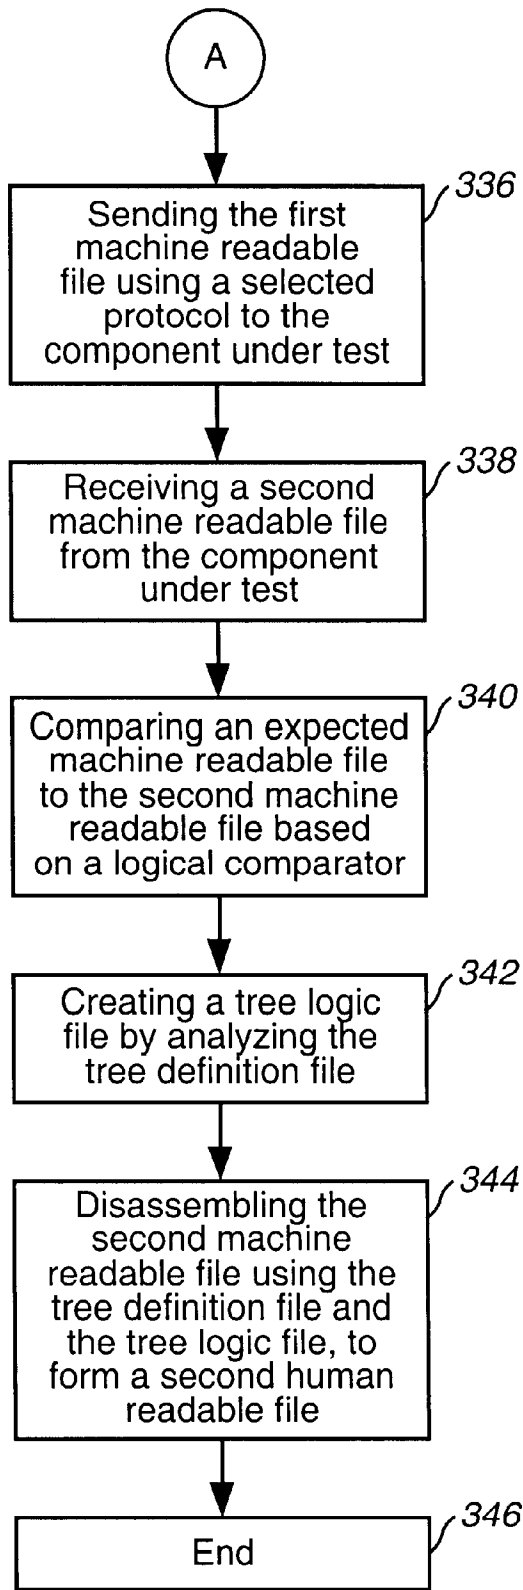 A
336
Sending the first
machine readable
file using a selected
protocol to the
component under test
338
Receiving a second
machine readable file
from the component
under test
340
Comparing an expected
machine readable file
to the second machine
readable file based
on a logical comparator
342
Creating a tree logic
file by analyzing the
tree definition file
344
Disassembling the
second machine
readable file using the
tree definition file and
the tree logic file, to
form a second human
readable file
346
End